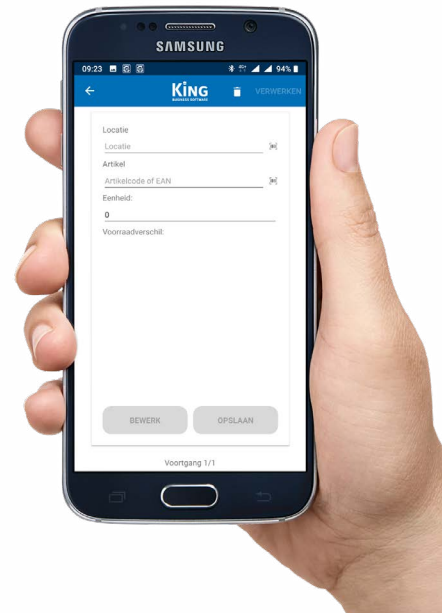 SAMSUNG
09:23 94%
KING VERWERKEN
BUSINESS SOFTWARE
Locatie
Locatie
Artikel
Artikelcode of EAN
Eenheid:
0
Voorraadverschil:
BEWERK OPSLAAN
Voortgang 1/1